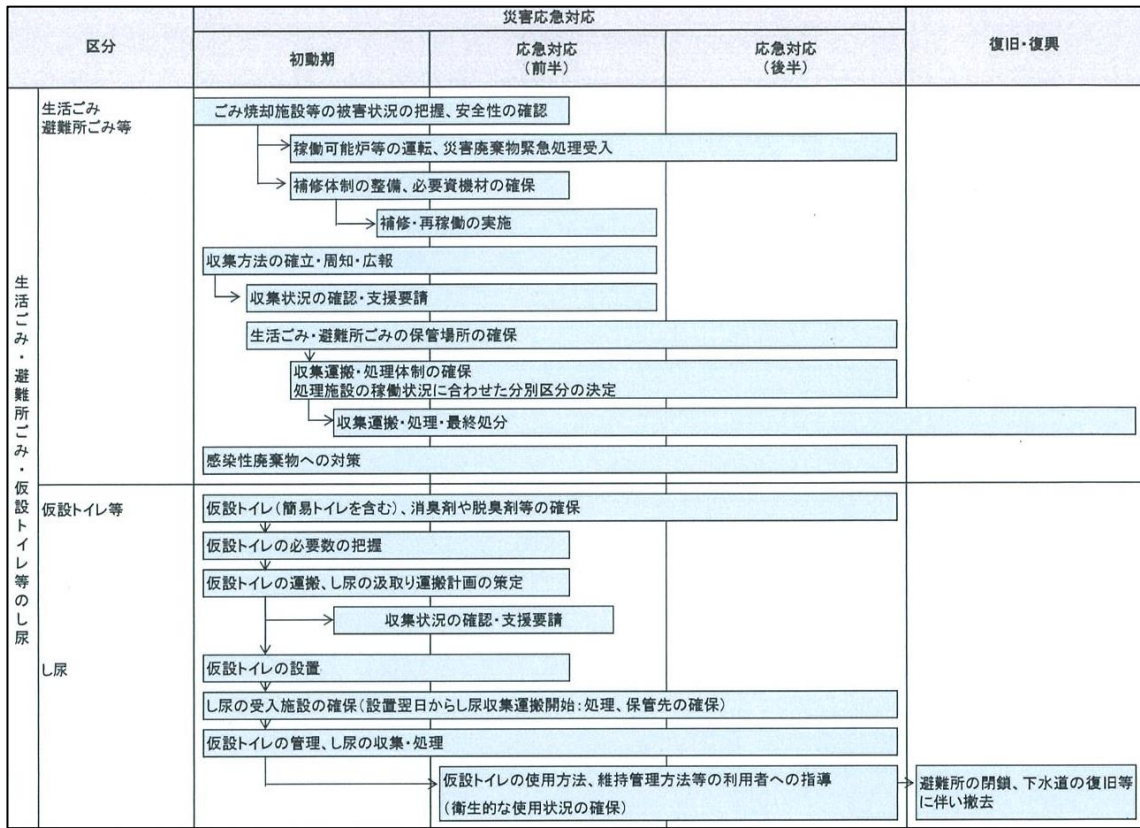 区分
災害応急対応
初動期
応急対応
(前半)
応急対応
(後半)
復旧・復興
生活ごみ・避難所ごみ・仮設トイレ等のし尿
生活ごみ
避難所ごみ等
ごみ焼却施設等の被害状況の把握、安全性の確認
稼働可能炉等の運転、災害廃棄物緊急処理受入
補修体制の整備、必要資機材の確保
補修・再稼働の実施
収集方法の確立・周知・広報
収集状況の確認・支援要請
生活ごみ・避難所ごみの保管場所の確保
収集運搬・処理体制の確保
処理施設の稼働状況に合わせた分別区分の決定
収集運搬・処理・最終処分
感染性廃棄物への対策
仮設トイレ等
仮設トイレ(簡易トイレを含む)、消臭剤や脱臭剤等の確保
仮設トイレの必要数の把握
仮設トイレの運搬、し尿の汲取り運搬計画の策定
収集状況の確認・支援要請
し尿
仮設トイレの設置
し尿の受入施設の確保(設置翌日からし尿収集運搬開始:処理、保管先の確保)
仮設トイレの管理、し尿の収集・処理
仮設トイレの使用方法、維持管理方法等の利用者への指導
(衛生的な使用状況の確保)
避難所の閉鎖、下水道の復旧等
に伴い撤去